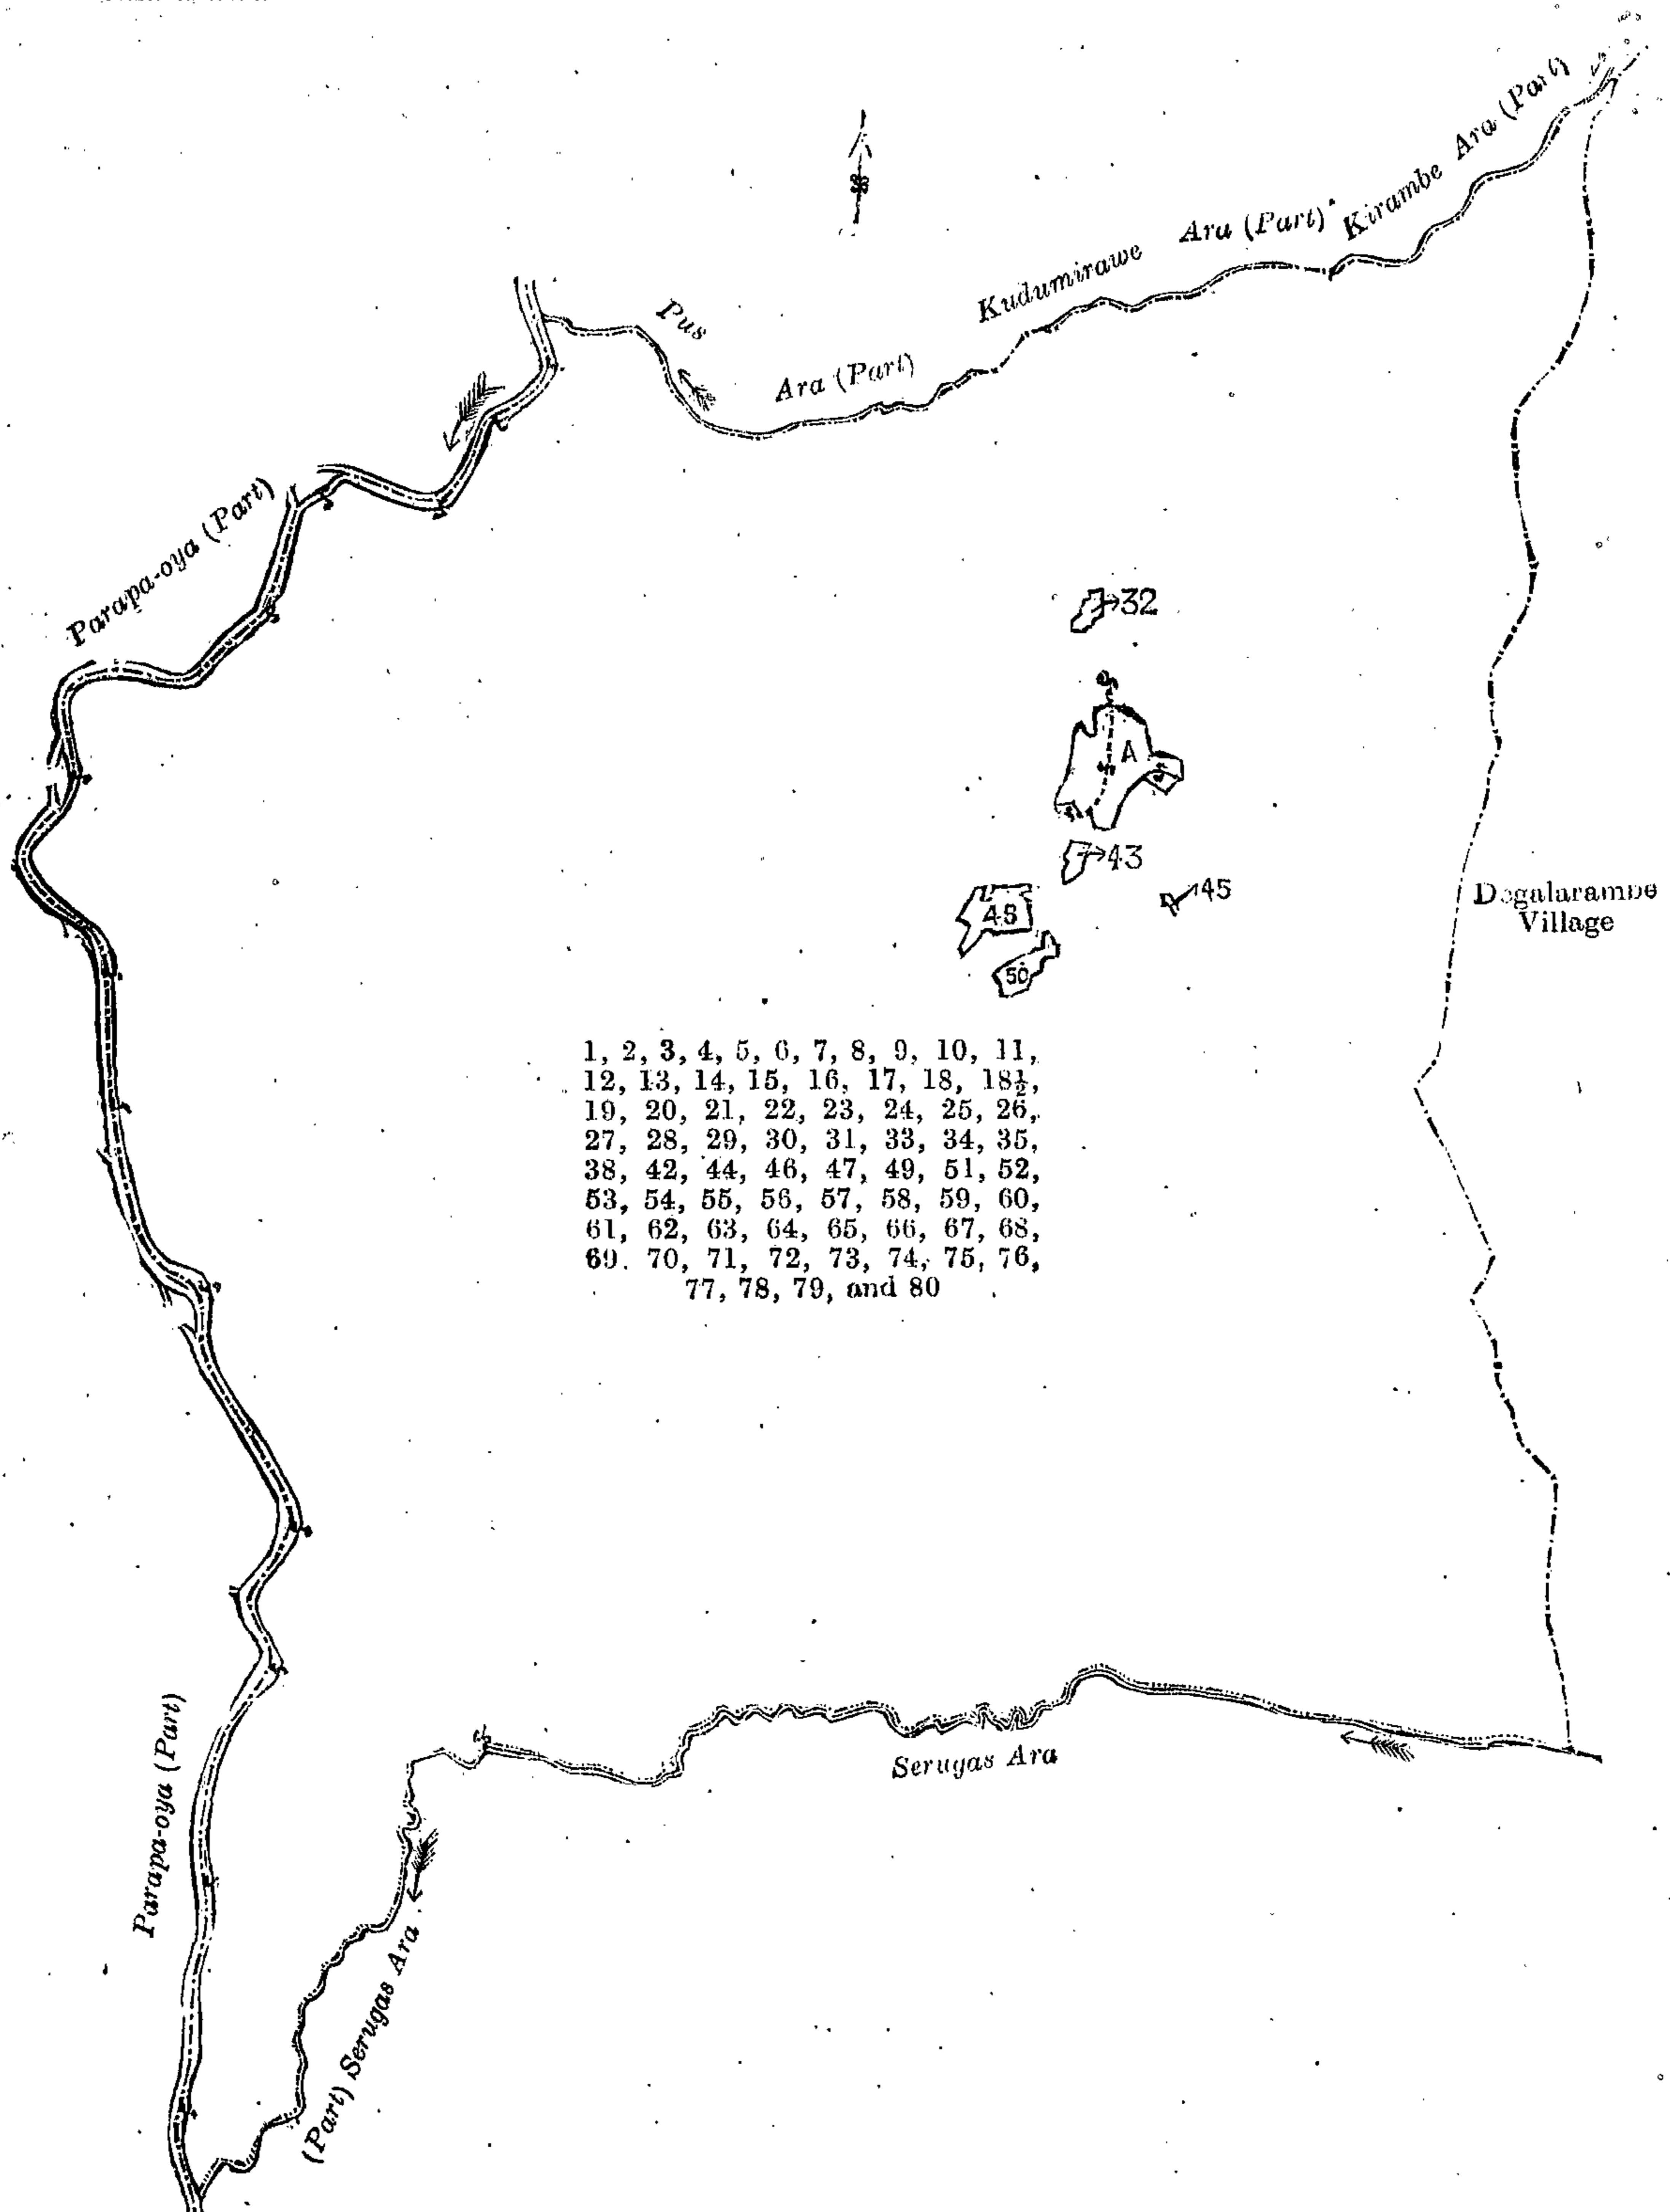 Kirambe Ara (Part)
Kudumirawe Ara (Part)
Pus Ara (Part)
Parapa-oya (Part)
32
A
43
45
48
50
Dogalarambe
Village
1, 2, 3, 4, 5, 6, 7, 8, 9, 10, 11,
12, 13, 14, 15, 16, 17, 18, 18½,
19, 20, 21, 22, 23, 24, 25, 26,
27, 28, 29, 30, 31, 33, 34, 35,
38, 42, 44, 46, 47, 49, 51, 52,
53, 54, 55, 56, 57, 58, 59, 60,
61, 62, 63, 64, 65, 66, 67, 68,
69. 70, 71, 72, 73, 74, 75, 76,
77, 78, 79, and 80
Parapa-oya (Part)
Serugas Ara
(Part) Serugas Ara